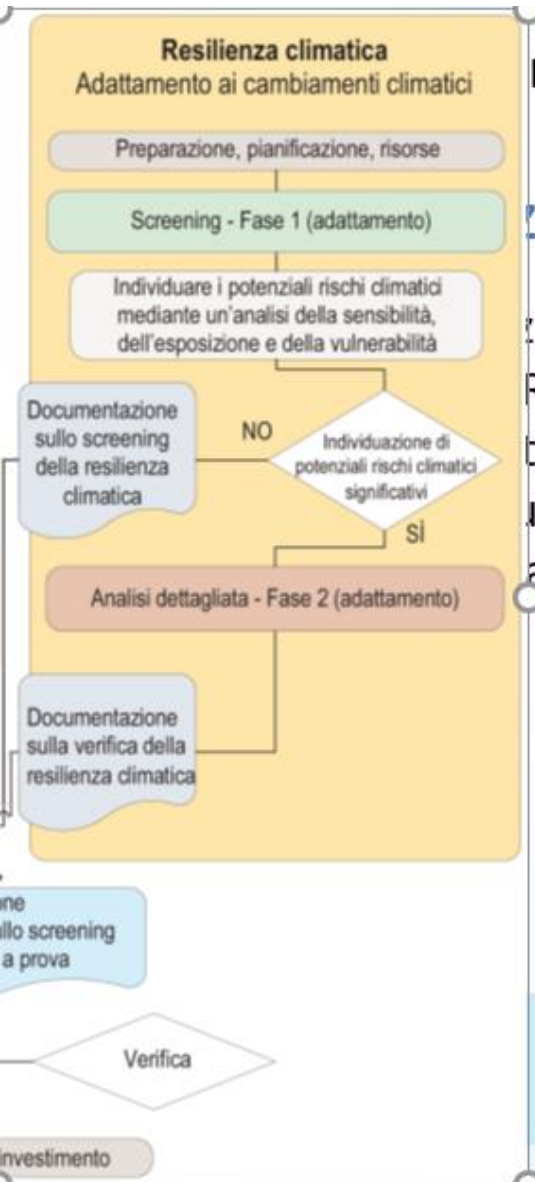 Resilienza climatica
Adattamento ai cambiamenti climatici
Preparazione, pianificazione, risorse
Screening - Fase 1 (adattamento)
Individuare i potenziali rischi climatici
mediante un'analisi della sensibilità,
dell'esposizione e della vulnerabilità
Documentazione
sullo screening
della resilienza
climatica
NO
Individuazione di
potenziali rischi climatici
significativi
SÌ
Analisi dettagliata - Fase 2 (adattamento)
Documentazione
sulla verifica della
resilienza climatica
one
llo screening
a prova
Verifica
investimento